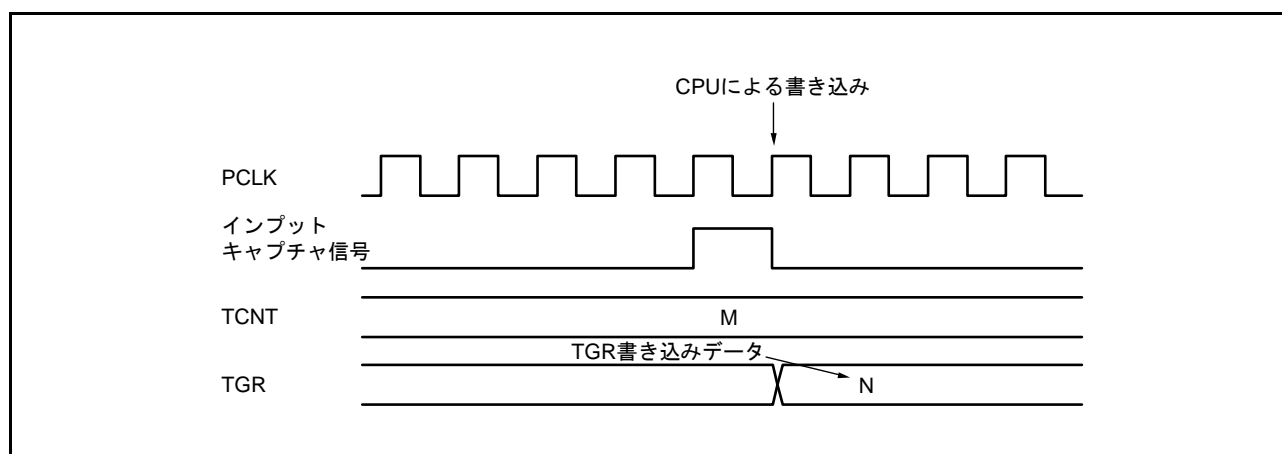 CPUによる書き込み
PCLK
インプット
キャプチャ信号
TCNT
M
TGR書き込みデータ
TGR
N